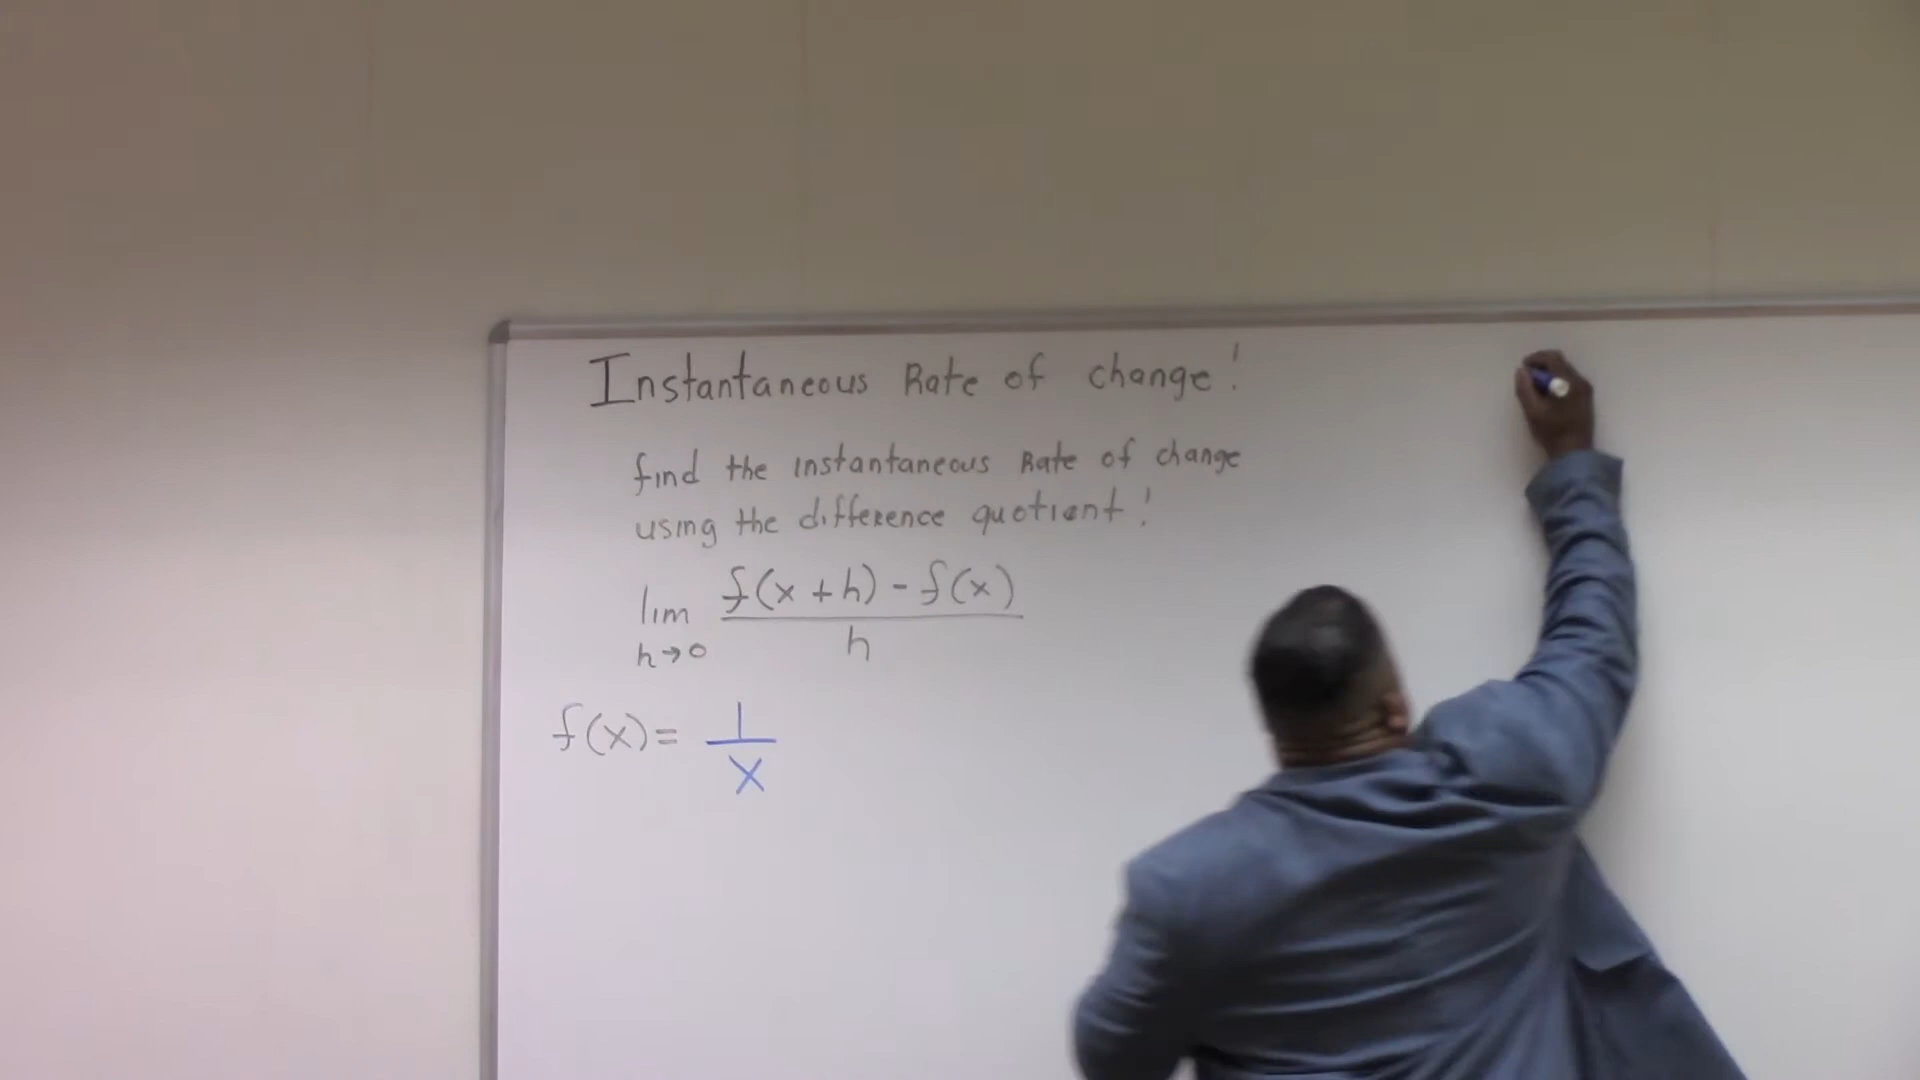 Instantaneous Rate of change!
find the instantaneous Rate of change
using the difference quotient!
lim f(x + h) - f(x)
h→0 h
f(x) = 1
x